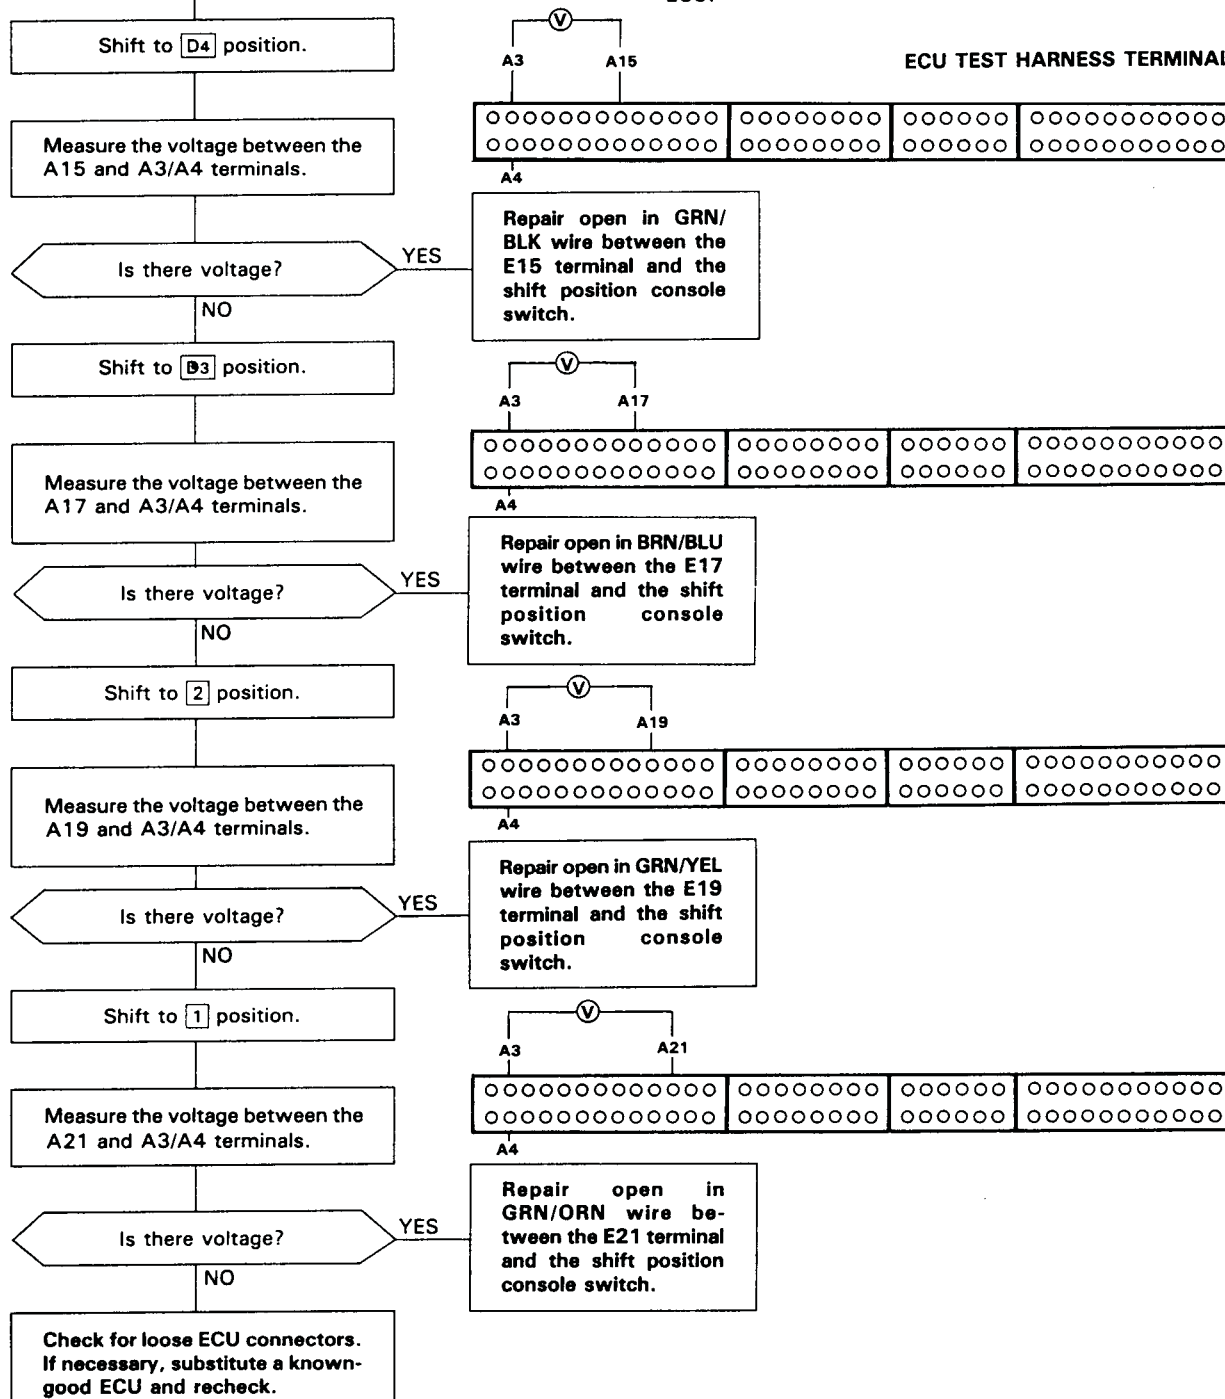 Shift to D4 position.
V
A3 A15
ECU TEST HARNESS TERMINAL
Measure the voltage between the
A15 and A3/A4 terminals.
A4
Is there voltage?
YES
NO
Repair open in GRN/
BLK wire between the
E15 terminal and the
shift position console
switch.
Shift to D3 position.
V
A3 A17
Measure the voltage between the
A17 and A3/A4 terminals.
A4
Is there voltage?
YES
NO
Repair open in BRN/BLU
wire between the E17
terminal and the shift
position console
switch.
Shift to 2 position.
V
A3 A19
Measure the voltage between the
A19 and A3/A4 terminals.
A4
Is there voltage?
YES
NO
Repair open in GRN/YEL
wire between the E19
terminal and the shift
position console
switch.
Shift to 1 position.
V
A3 A21
Measure the voltage between the
A21 and A3/A4 terminals.
A4
Is there voltage?
YES
NO
Repair open in
GRN/ORN wire be-
tween the E21 terminal
and the shift position
console switch.
Check for loose ECU connectors.
If necessary, substitute a known-
good ECU and recheck.